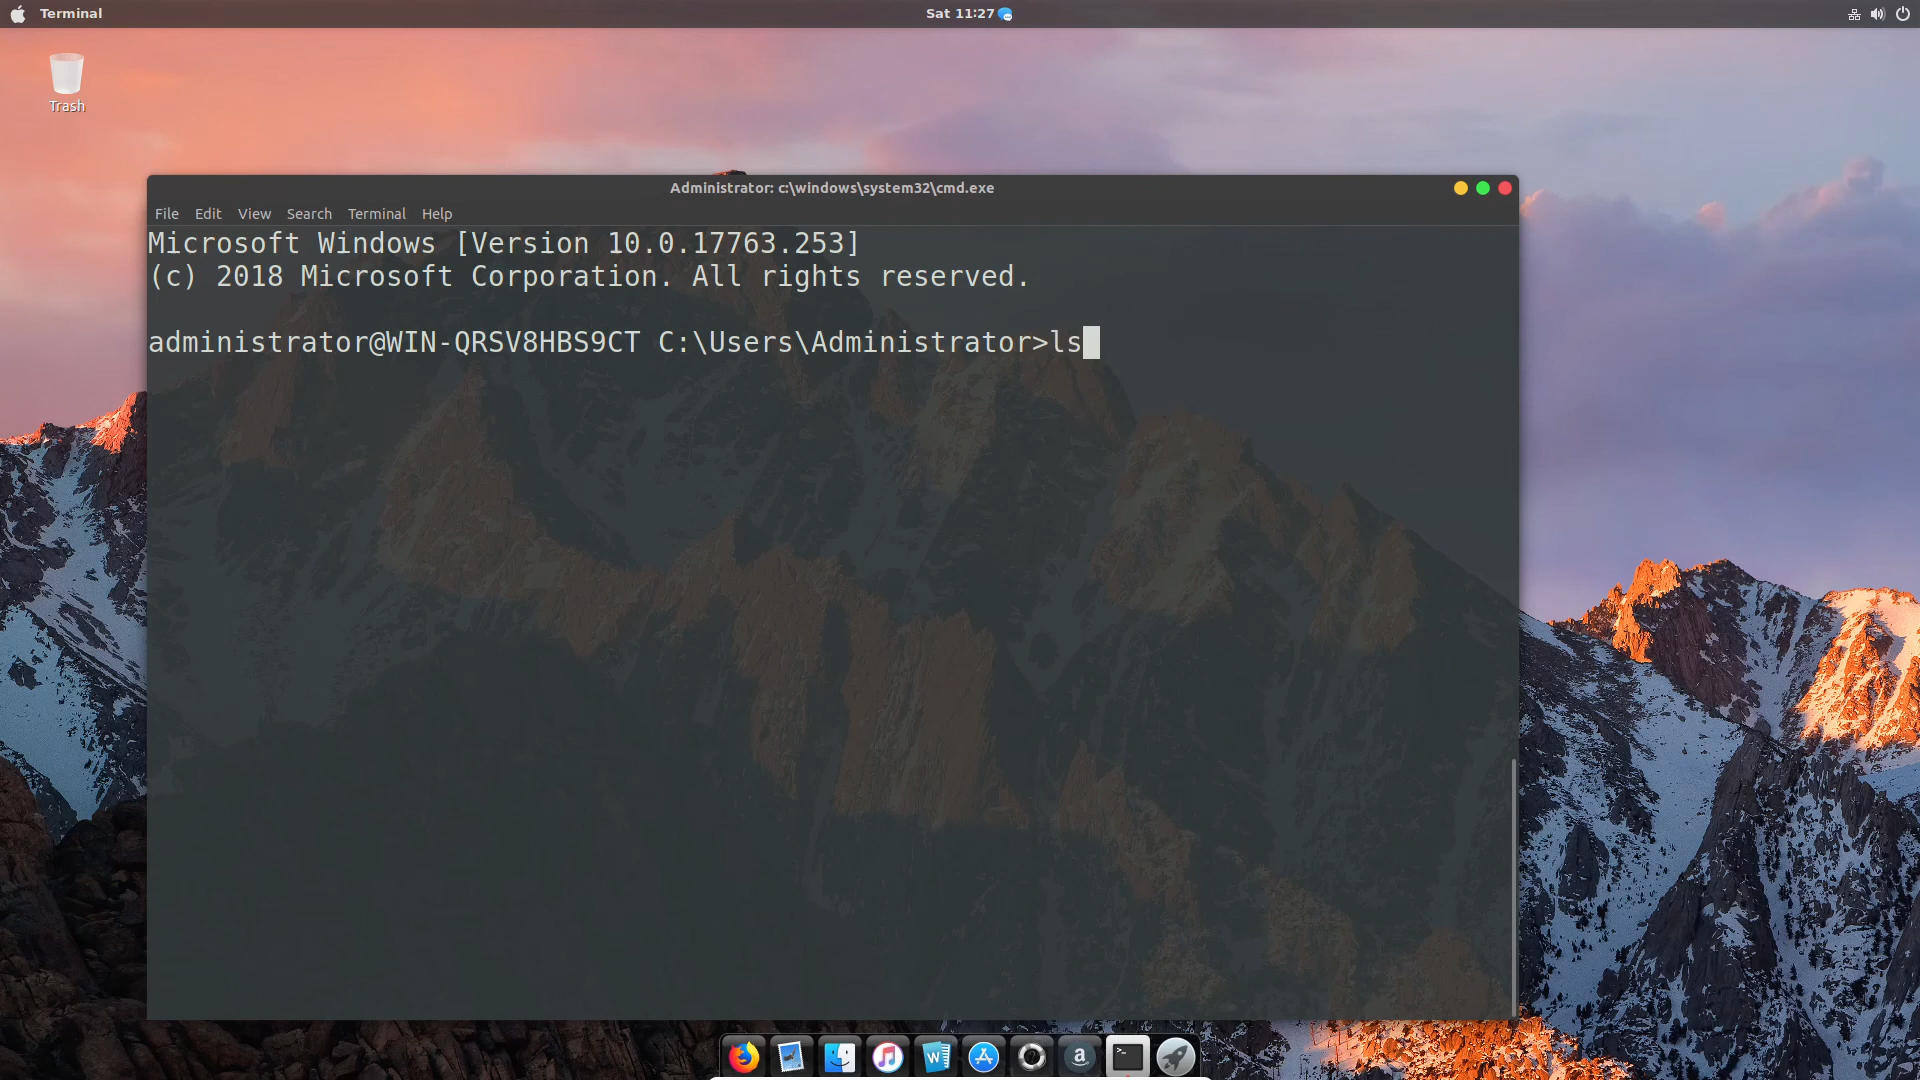 Terminal
Sat 11:27
Trash
Administrator: c:\windows\system32\cmd.exe
File Edit View Search Terminal Help
Microsoft Windows [Version 10.0.17763.253]
(c) 2018 Microsoft Corporation. All rights reserved.
administrator@WIN-QRSV8HBS9CT C:\Users\Administrator>ls
W
a
>_